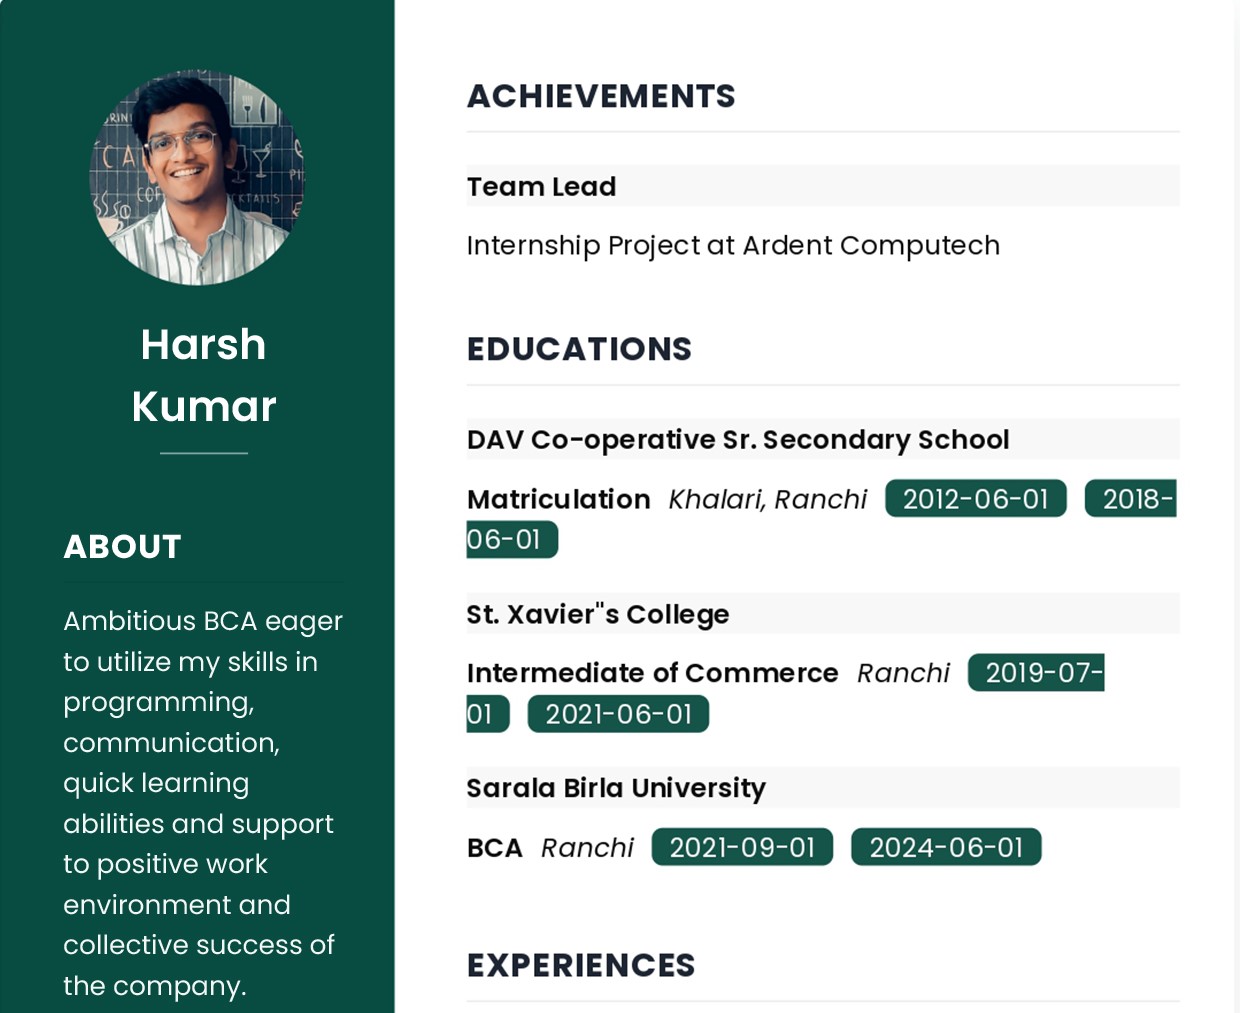 Harsh
Kumar
ABOUT
Ambitious BCA eager
to utilize my skills in
programming,
communication,
quick learning
abilities and support
to positive work
environment and
collective success of
the company.
ACHIEVEMENTS
Team Lead
Internship Project at Ardent Computech
EDUCATIONS
DAV Co-operative Sr. Secondary School
Matriculation Khalari, Ranchi 2012-06-01 2018-
06-01
St. Xavier"s College
Intermediate of Commerce Ranchi 2019-07-
01 2021-06-01
Sarala Birla University
BCA Ranchi 2021-09-01 2024-06-01
EXPERIENCES